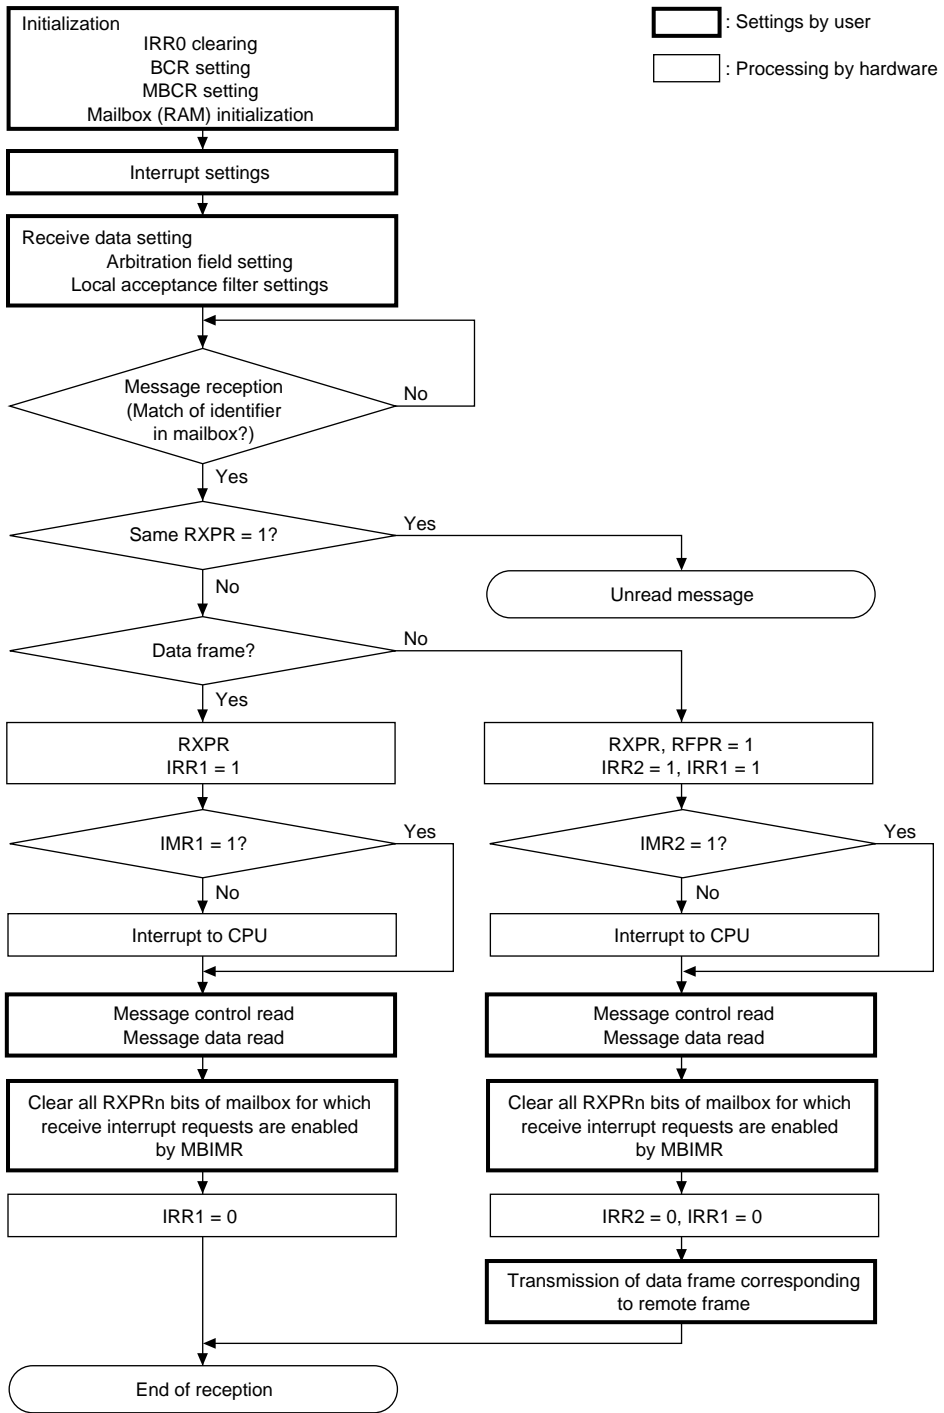 Initialization
IRR0 clearing
BCR setting
MBCR setting
Mailbox (RAM) initialization
: Settings by user
: Processing by hardware
Interrupt settings
Receive data setting
Arbitration field setting
Local acceptance filter settings
Message reception
(Match of identifier
in mailbox?)
No
Yes
Same RXPR = 1?
Yes
No
Unread message
Data frame?
No
Yes
RXPR
IRR1 = 1
RXPR, RFPR = 1
IRR2 = 1, IRR1 = 1
IMR1 = 1?
Yes
IMR2 = 1?
Yes
No
No
Interrupt to CPU
Interrupt to CPU
Message control read
Message data read
Message control read
Message data read
Clear all RXPRn bits of mailbox for which
receive interrupt requests are enabled
by MBIMR
Clear all RXPRn bits of mailbox for which
receive interrupt requests are enabled
by MBIMR
IRR1 = 0
IRR2 = 0, IRR1 = 0
Transmission of data frame corresponding
to remote frame
End of reception